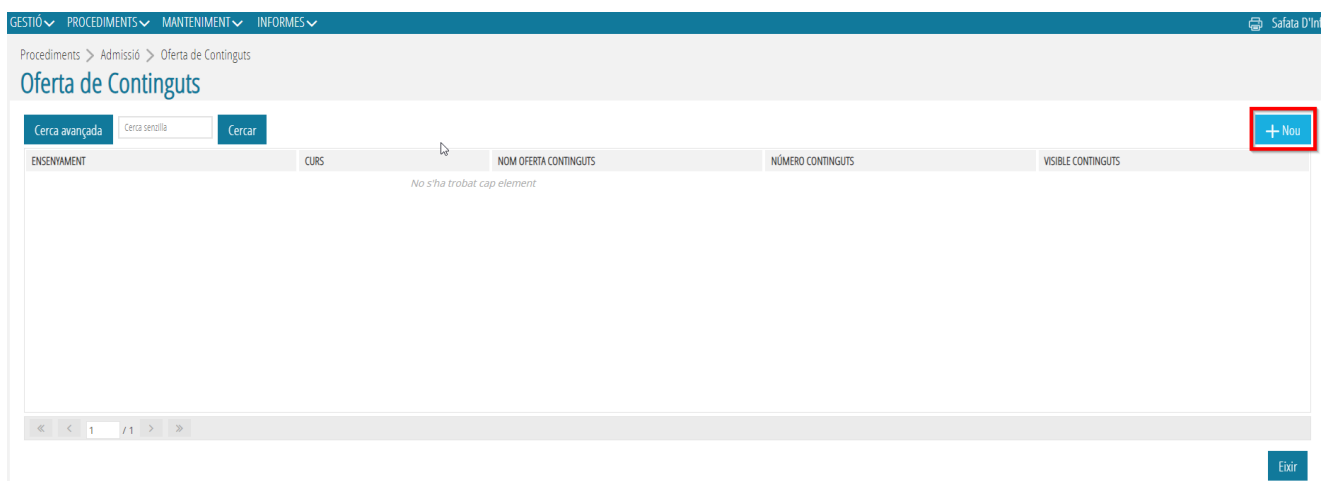 GESTIÓ PROCEDIMENTS MANTENIMENT INFORMES Safata D'Inf
Procediments > Admissió > Oferta de Continguts
Oferta de Continguts
Cerca avançada Cerca senzilla Cercar + Nou
ENSENYAMENT CURS NOM OFERTA CONTINGUTS NÚMERO CONTINGUTS VISIBLE CONTINGUTS
No s'ha trobat cap element
« < 1 / 1 > »
Eixir